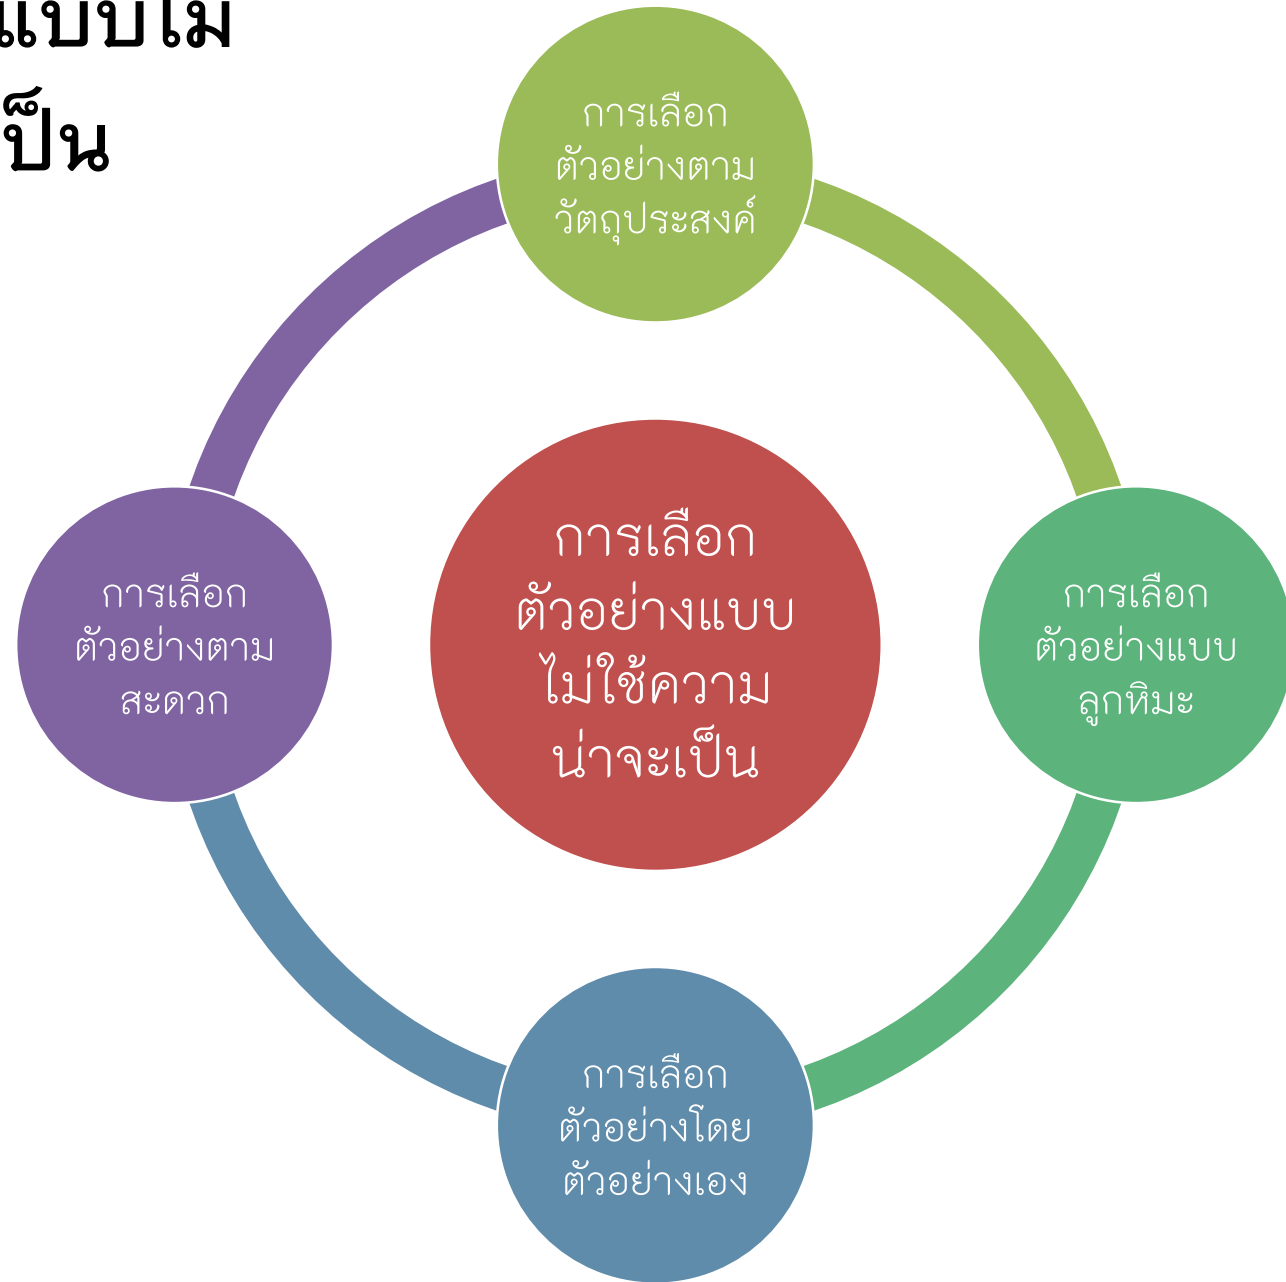 แบบไม่
เป็น
การเลือก
ตัวอย่างตาม
วัตถุประสงค์
การเลือก
ตัวอย่างตาม
สะดวก
การเลือก
ตัวอย่างแบบ
ไม่ใช้ความ
น่าจะเป็น
การเลือก
ตัวอย่างแบบ
ลูกหิมะ
การเลือก
ตัวอย่างโดย
ตัวอย่างเอง